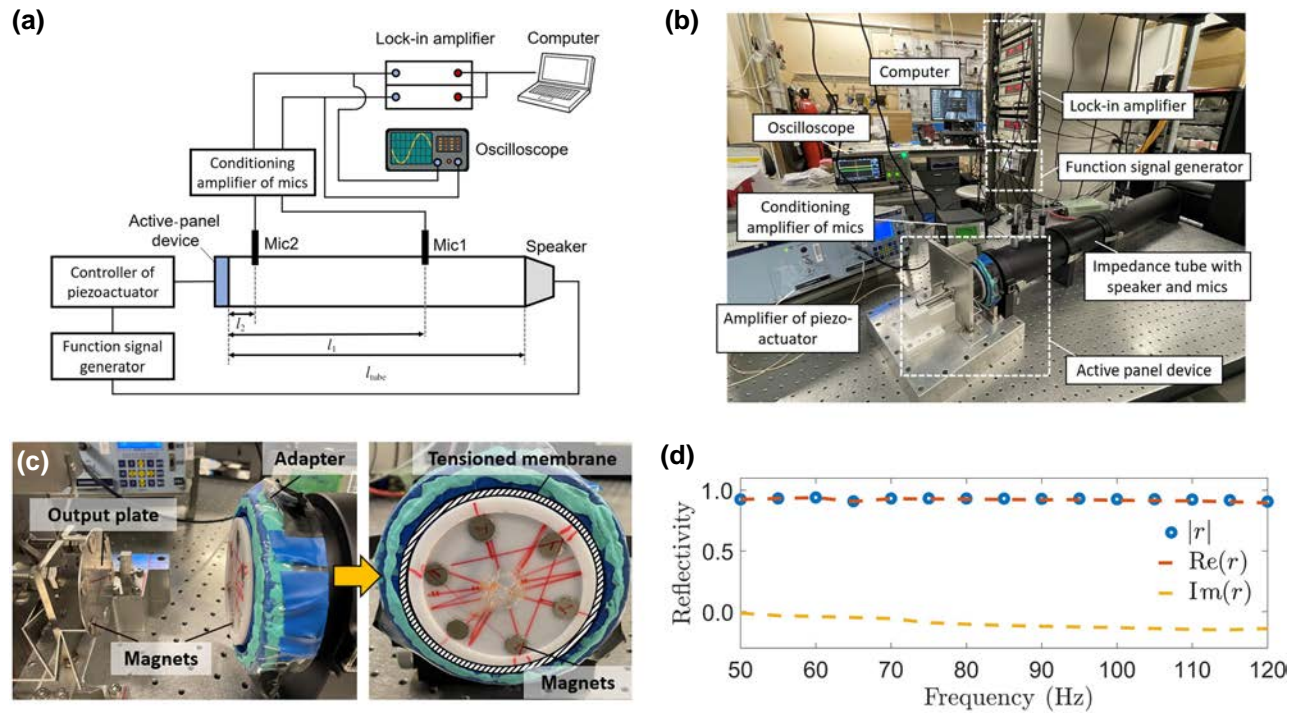 (a)
Lock-in amplifier
Computer
Oscilloscope
Conditioning
amplifier of mics
Active-panel
device
Mic2
Mic1
Speaker
Controller of
piezoactuator
l2
l1
Function signal
generator
ltube
(b)
Computer
Lock-in amplifier
Oscilloscope
Function signal generator
Conditioning
amplifier of mics
Impedance tube with
speaker and mics
Amplifier of piezo-
actuator
Active panel device
(c)
Adapter
Output plate
Magnets
Tensioned membrane
Magnets
(d)
1.0
0.5
0.0
Reflectivity
|r|
Re(r)
Im(r)
50 60 70 80 90 100 110 120
Frequency (Hz)